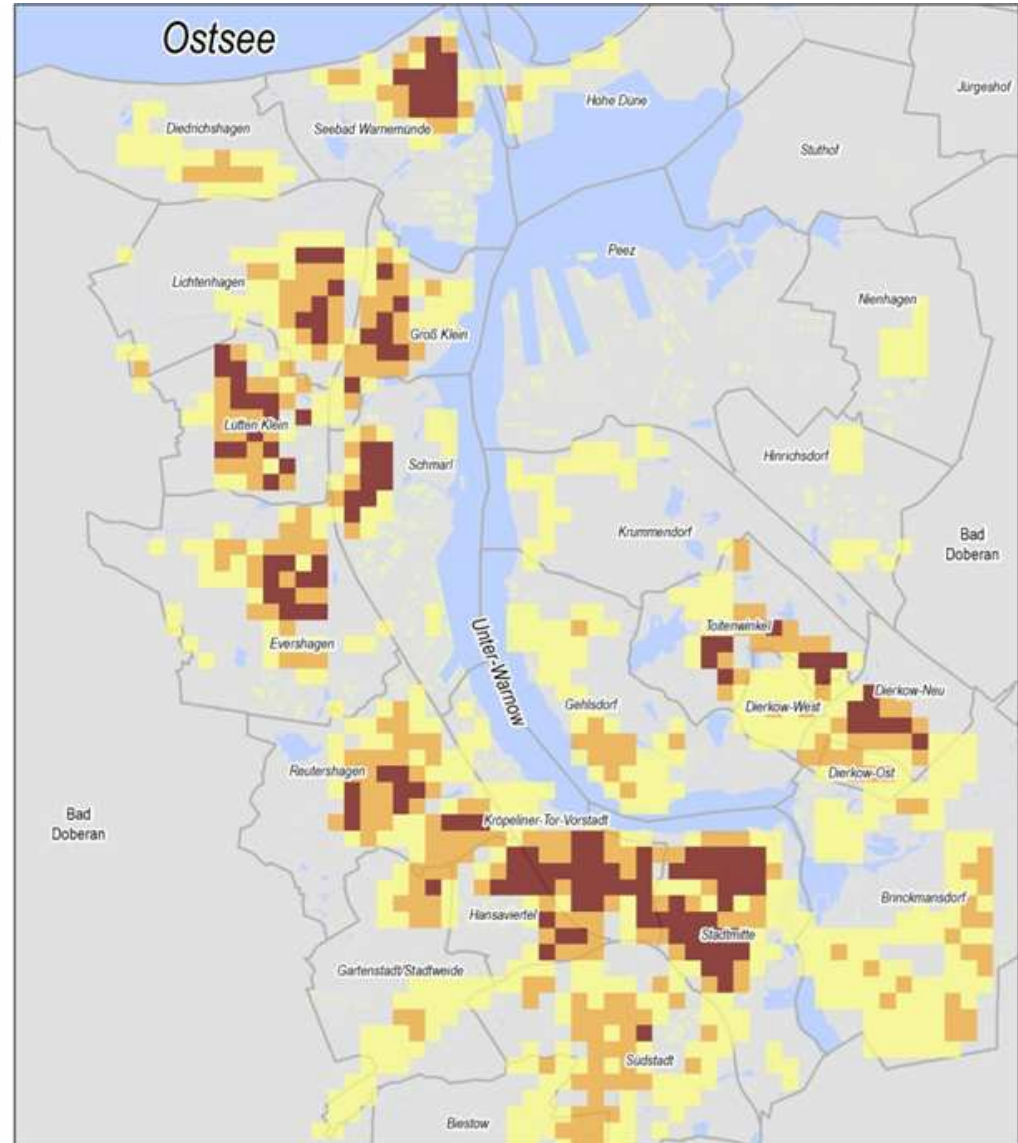 Ostsee
Jürgeshof
Hohe Düne
Diedrichshagen
Seebad Warnemünde
Stuthof
Peez
Lichtenhagen
Nienhagen
Groß Klein
Lütten Klein
Schmarl
Hinrichsdorf
Krummendorf
Bad
Doberan
Toitenwinkel
Evershagen
Unter-Warnow
Dierkow-Neu
Gehlsdorf
Dierkow-West
Reutershagen
Dierkow-Ost
Bad
Doberan
Kröpeliner-Tor-Vorstadt
Brinckmansdorf
Hansaviertel
Stadtmitte
Gartenstadt/Stadtweide
Südstadt
Biestow